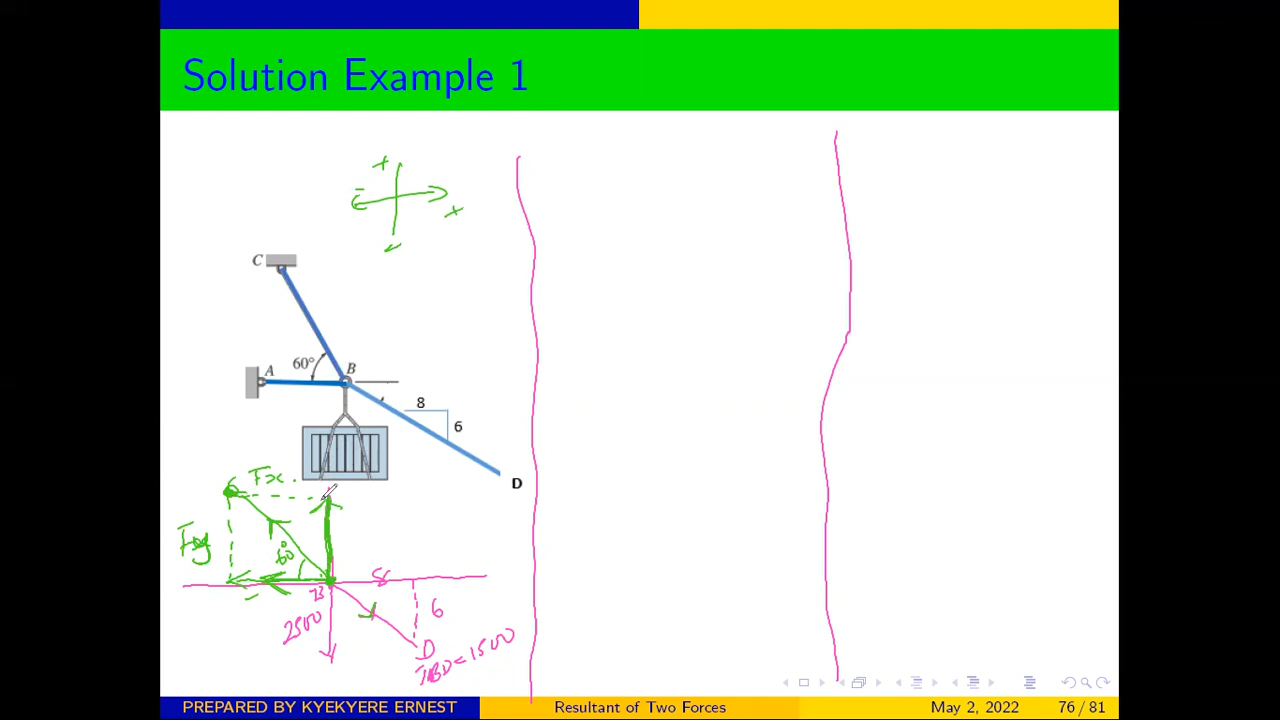 Solution Example 1
+
-
+
C
60°
A
B
8
6
D
C
Fx
Fy
60°
8
B
6
2500
D
TBD = 1500
PREPARED BY KYEKYERE ERNEST
Resultant of Two Forces
May 2, 2022
76 / 81